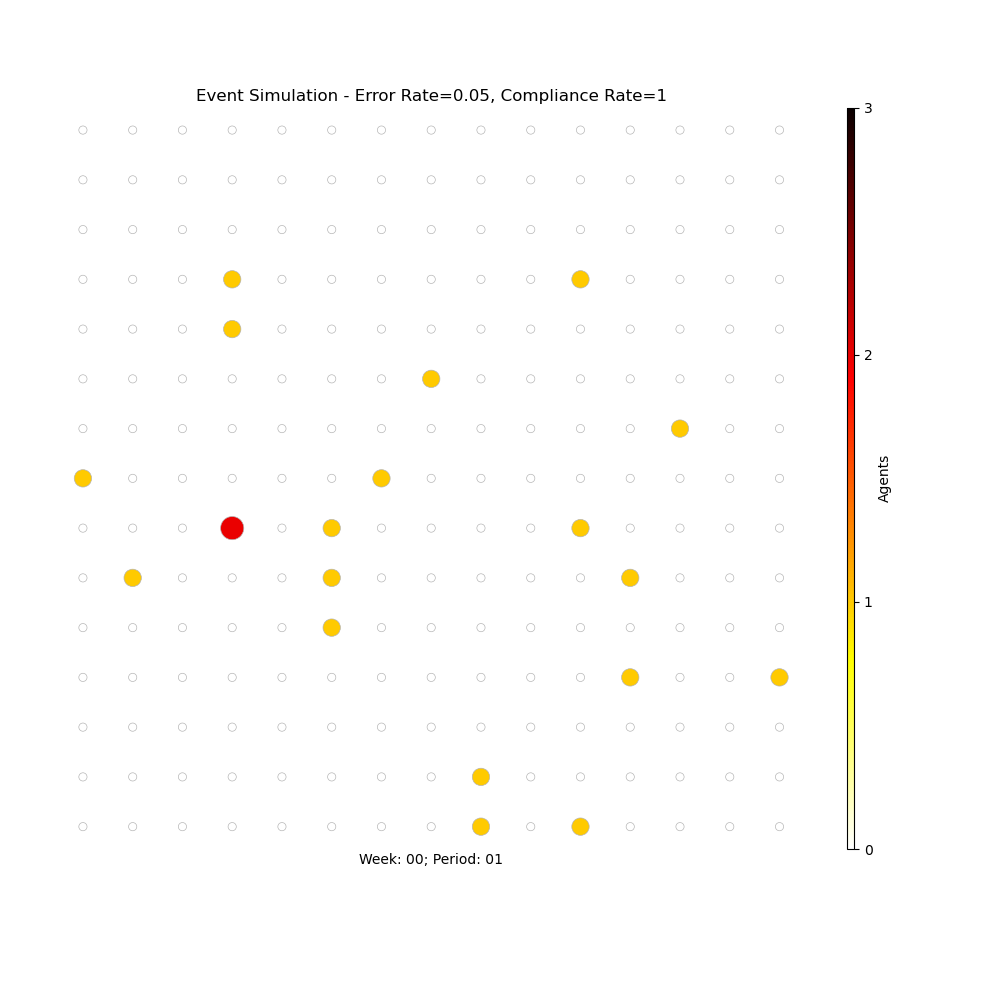 Event Simulation - Error Rate=0.05, Compliance Rate=1
3
2
Agents
1
0
Week: 00; Period: 01